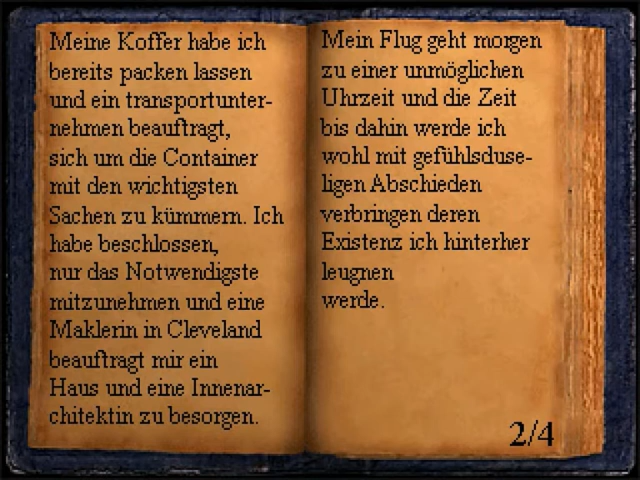 Meine Koffer habe ich
bereits packen lassen
und ein transportunter-
nehmen beauftragt,
sich um die Container
mit den wichtigsten
Sachen zu kümmern. Ich
habe beschlossen,
nur das Notwendigste
mitzunehmen und eine
Maklerin in Cleveland
beauftragt mir ein
Haus und eine Innenar-
chitektin zu besorgen.
Mein Flug geht morgen
zu einer unmöglichen
Uhrzeit und die Zeit
bis dahin werde ich
wohl mit gefühlsduse-
ligen Abschieden
verbringen deren
Existenz ich hinterher
leugnen
werde.
2/4